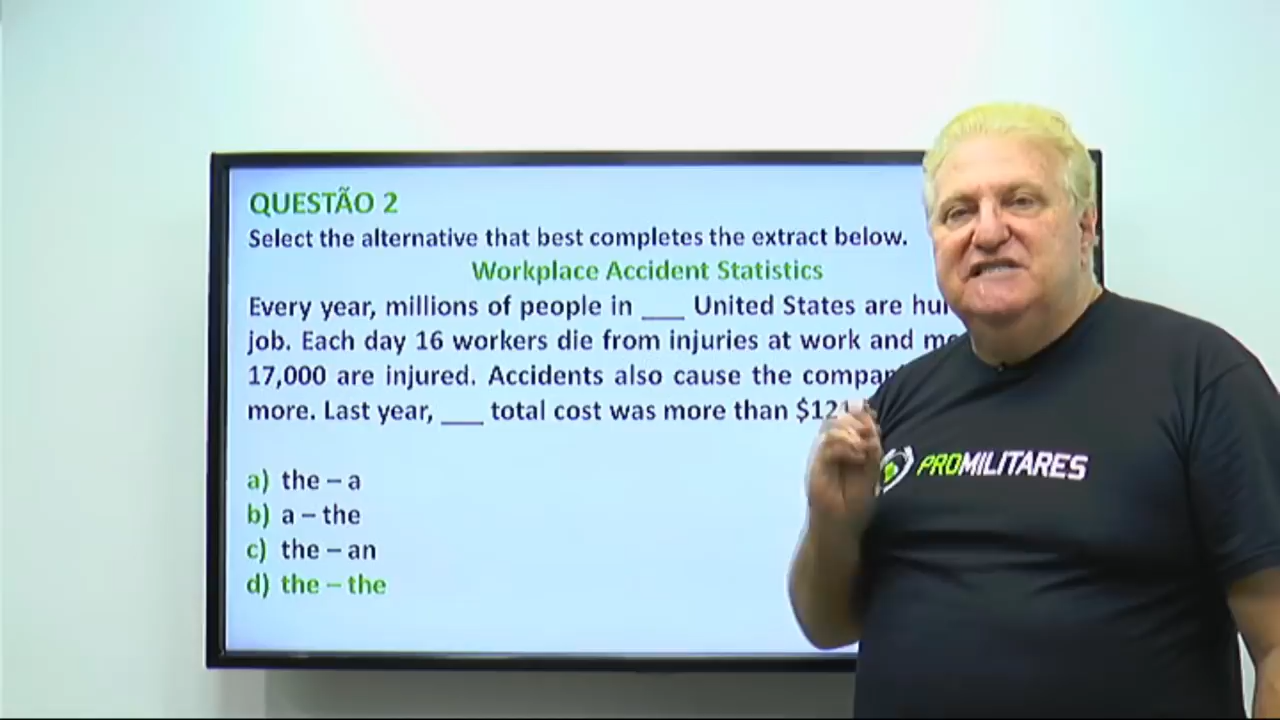 QUESTÃO 2
Select the alternative that best completes the extract below.
Workplace Accident Statistics
Every year, millions of people in ___ United States are
job. Each day 16 workers die from injuries at work and
17,000 are injured. Accidents also cause the
more. Last year, ___ total cost was more than
a) the – a
b) a – the
c) the – an
d) the – the
PROMILITARES